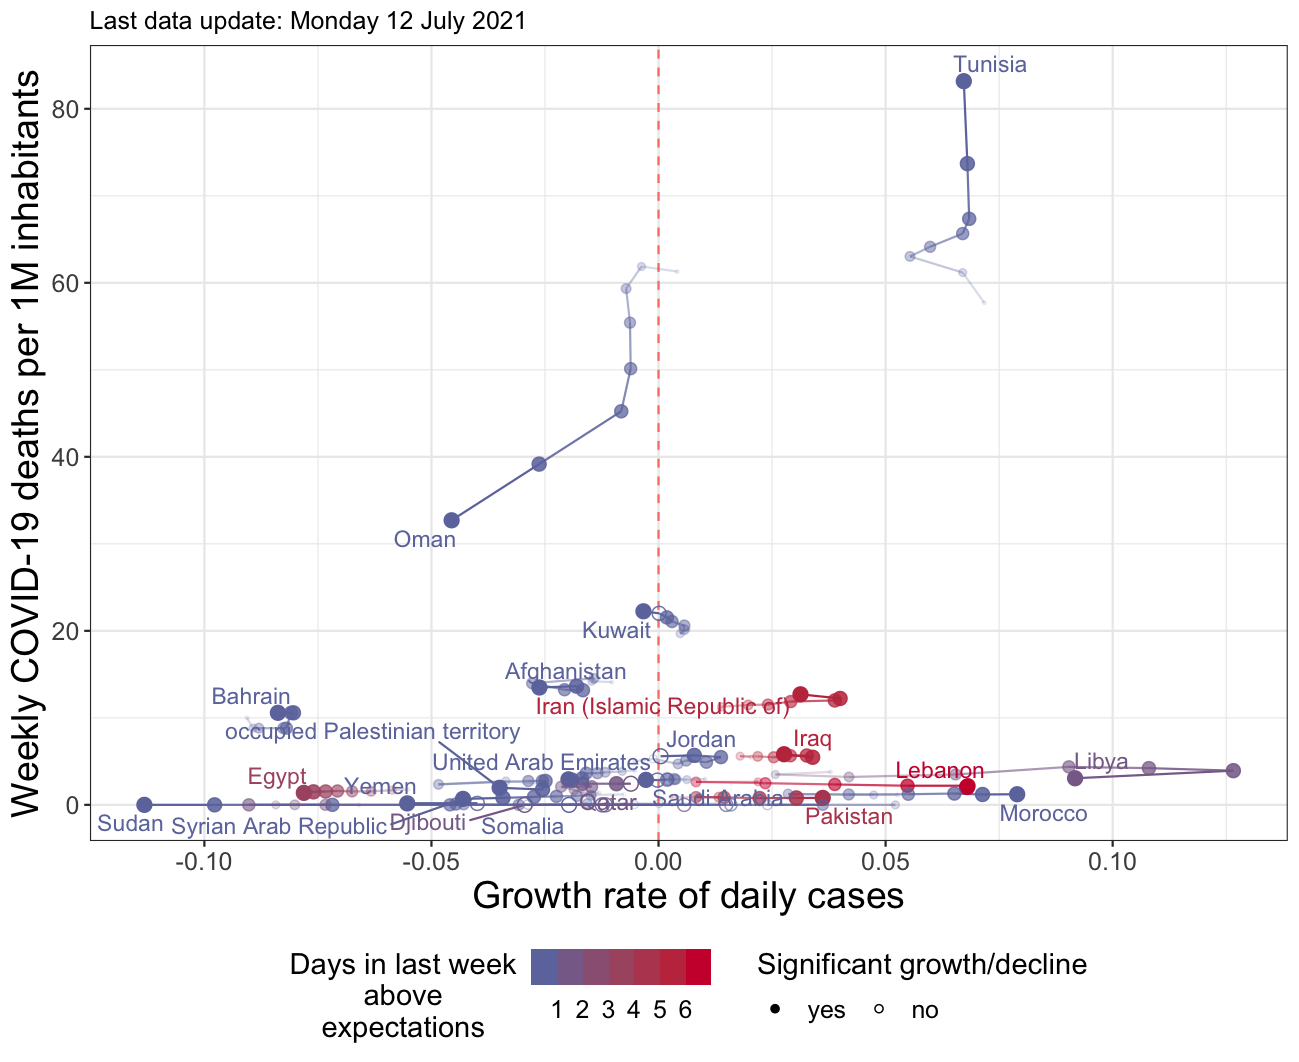 Last data update: Monday 12 July 2021
Weekly COVID-19 deaths per 1M inhabitants
80
60
40
20
0
Tunisia
Oman
Kuwait
Afghanistan
Bahrain
Iran (Islamic Republic of)
occupied Palestinian territory
Jordan
Iraq
United Arab Emirates
Libya
Lebanon
Egypt
Yemen
Qatar
Saudi Arabia
Pakistan
Morocco
Sudan
Syrian Arab Republic
Djibouti
Somalia
-0.10
-0.05
0.00
0.05
0.10
Growth rate of daily cases
Days in last week
above
expectations
1 2 3 4 5 6
Significant growth/decline
yes
no